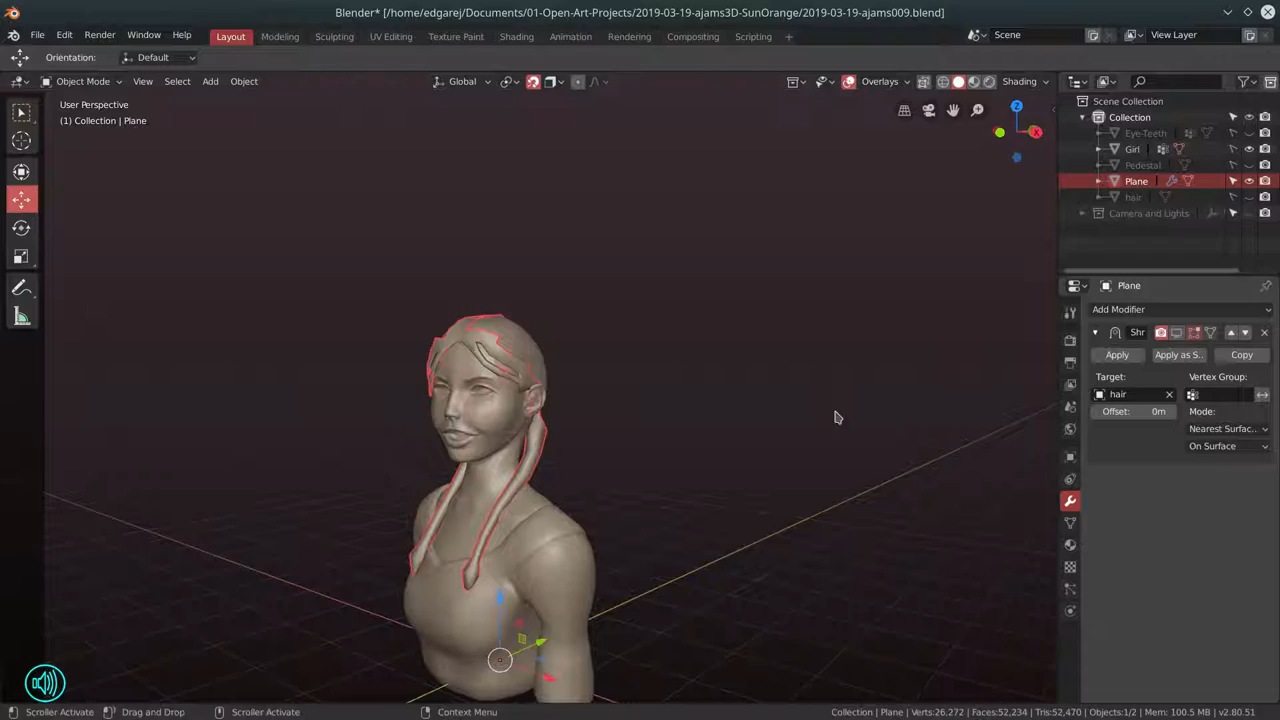 Blender* [/home/edgarej/Documents/01-Open-Art-Projects/2019-03-19-ajams3D-SunOrange/2019-03-19-ajams009.blend]
File Edit Render Window Help Layout Modeling Sculpting UV Editing Texture Paint Shading Animation Rendering Compositing Scripting + Scene View Layer
Orientation: Default
Object Mode View Select Add Object Global Overlays Shading
User Perspective
(1) Collection | Plane
Z
X
Scene Collection
Collection
Eye-Teeth
Girl
Pedestal
Plane
hair
Camera and Lights
Plane
Add Modifier
Shr
Apply Apply as S.. Copy
Target: Vertex Group:
hair
Offset: 0m Mode:
Nearest Surfac..
On Surface
Scroller Activate Drag and Drop Scroller Activate Context Menu Collection | Plane | Verts:26,272 | Faces:52,234 | Tris:52,470 | Objects:1/2 | Mem: 100.5 MB | v2.80.51